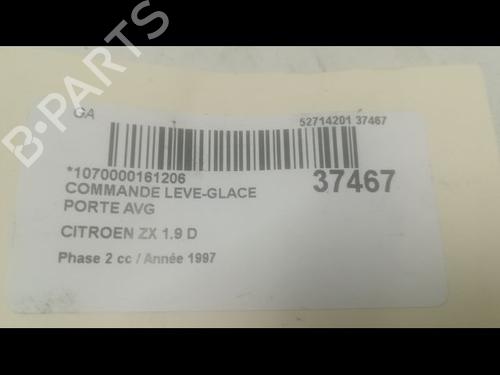 B-PARTS
GA
52714201 37467
*1070000161206
37467
COMMANDE LEVE-GLACE
PORTE AVG
CITROEN ZX 1.9 D
Phase 2 cc / Année 1997